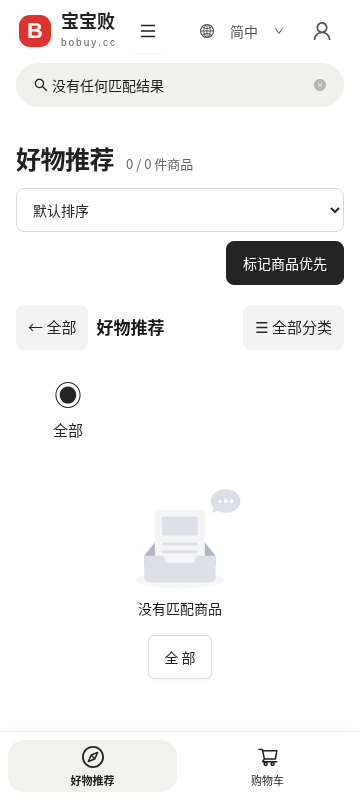 B 宝宝败
bobuy.cc
简中
没有任何匹配结果
好物推荐 0 / 0 件商品
默认排序
标记商品优先
← 全部 好物推荐 ☰ 全部分类
全部
没有匹配商品
全 部
好物推荐 购物车